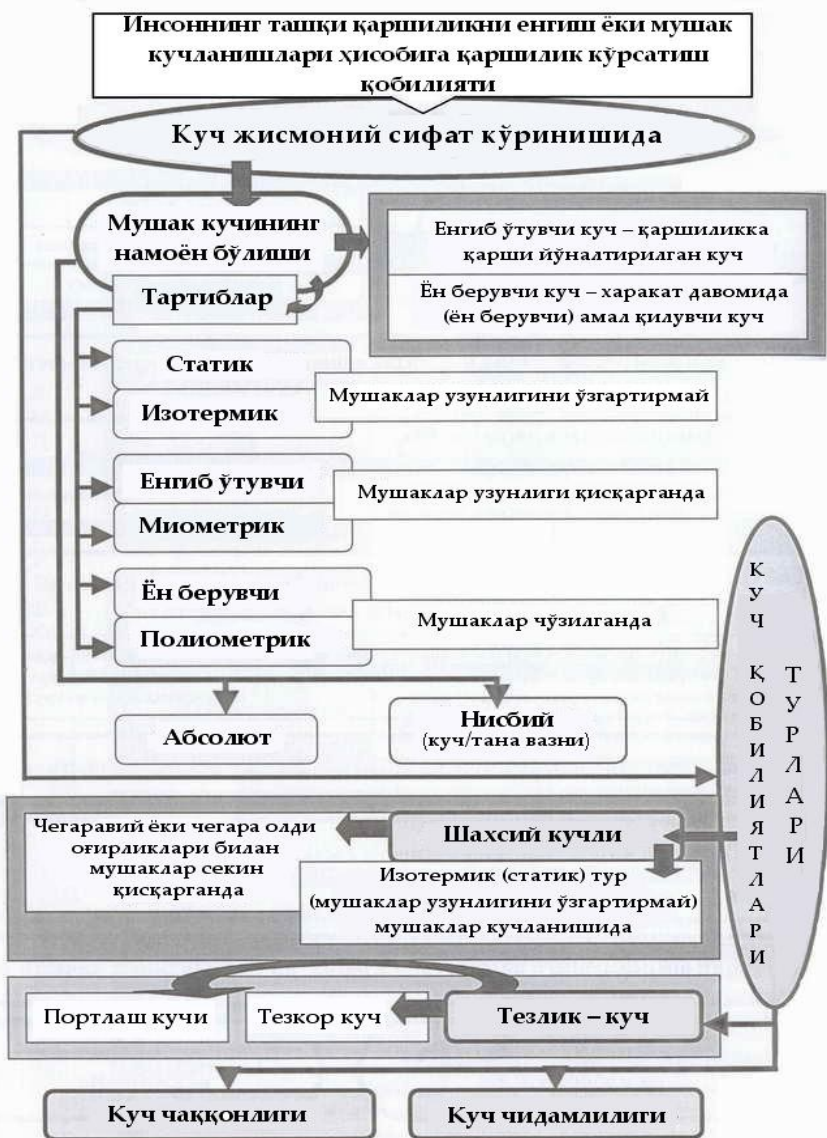 Инсоннинг ташқи қаршиликни енгиш ёки мушак
кучланишлари ҳисобига қаршилик кўрсатиш
қобилияти
Куч жисмоний сифат кўринишида
Мушак кучининг
намоён бўлиши
Тартиблар
Енгиб ўтувчи куч – қаршиликка
қарши йўналтирилган куч
Ён берувчи куч – харакат давомида
(ён берувчи) амал қилувчи куч
Статик
Изотермик
Мушаклар узунлигини ўзгартирмай
Енгиб ўтувчи
Миометрик
Мушаклар узунлиги қисқарганда
Ён берувчи
Полиометрик
Мушаклар чўзилганда
Абсолют
Нисбий
(куч/тана вазни)
КУЧ ҚОБИЛИЯТЛАРИ
ТУРЛАРИ
Чегаравий ёки чегара олди
оғирликлари билан
мушаклар секин
қисқарганда
Шахсий кучли
Изотермик (статик) тур
(мушаклар узунлигини ўзгартирмай)
мушаклар кучланишида
Портлаш кучи
Тезкор куч
Тезлик – куч
Куч чаққонлиги
Куч чидамлилиги